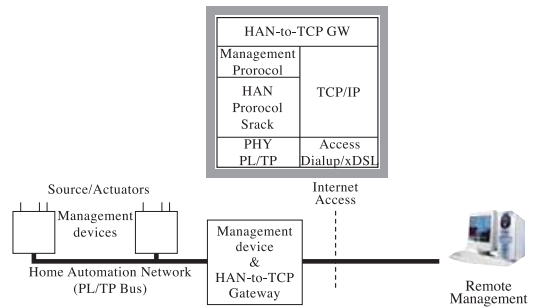 HAN-to-TCP GW
Management
Prorocol
HAN
Prorocol
Srack
TCP/IP
PHY
PL/TP
Access
Dialup/xDSL
Source/Actuators
Internet
Access
Management
devices
Management
device
&
HAN-to-TCP
Gateway
Home Automation Network
(PL/TP Bus)
Remote
Management